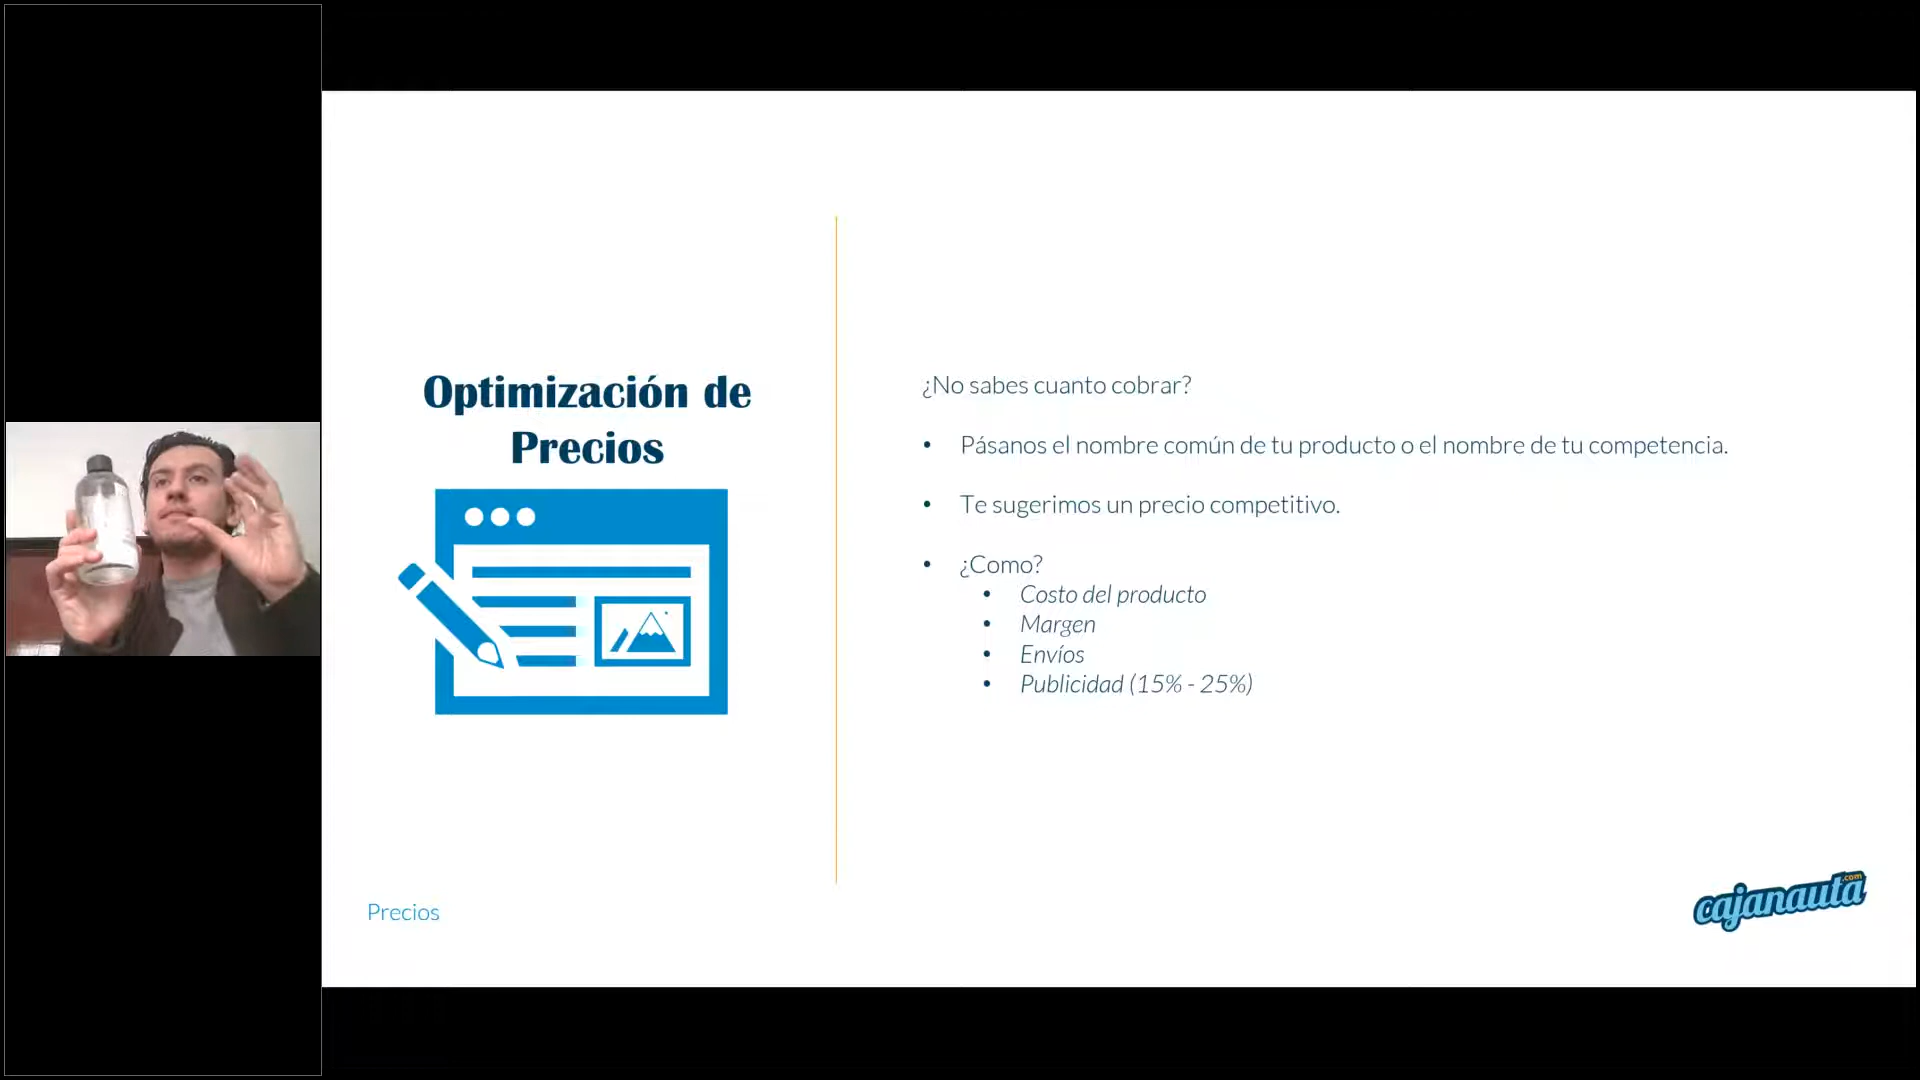 Optimización de
Precios
¿No sabes cuanto cobrar?
• Pásanos el nombre común de tu producto o el nombre de tu competencia.
• Te sugerimos un precio competitivo.
• ¿Como?
• Costo del producto
• Margen
• Envíos
• Publicidad (15% - 25%)
Precios
cajanauta.com